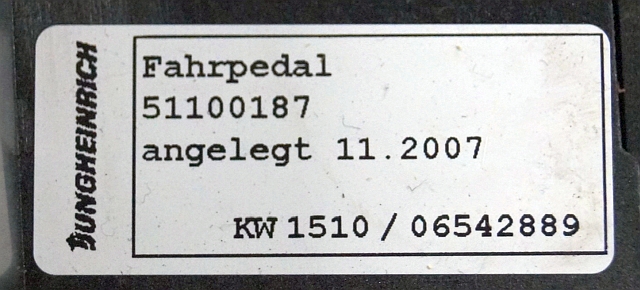 JUNGHEINRICH
Fahrpedal
51100187
angelegt 11.2007
KW 1510 / 06542889